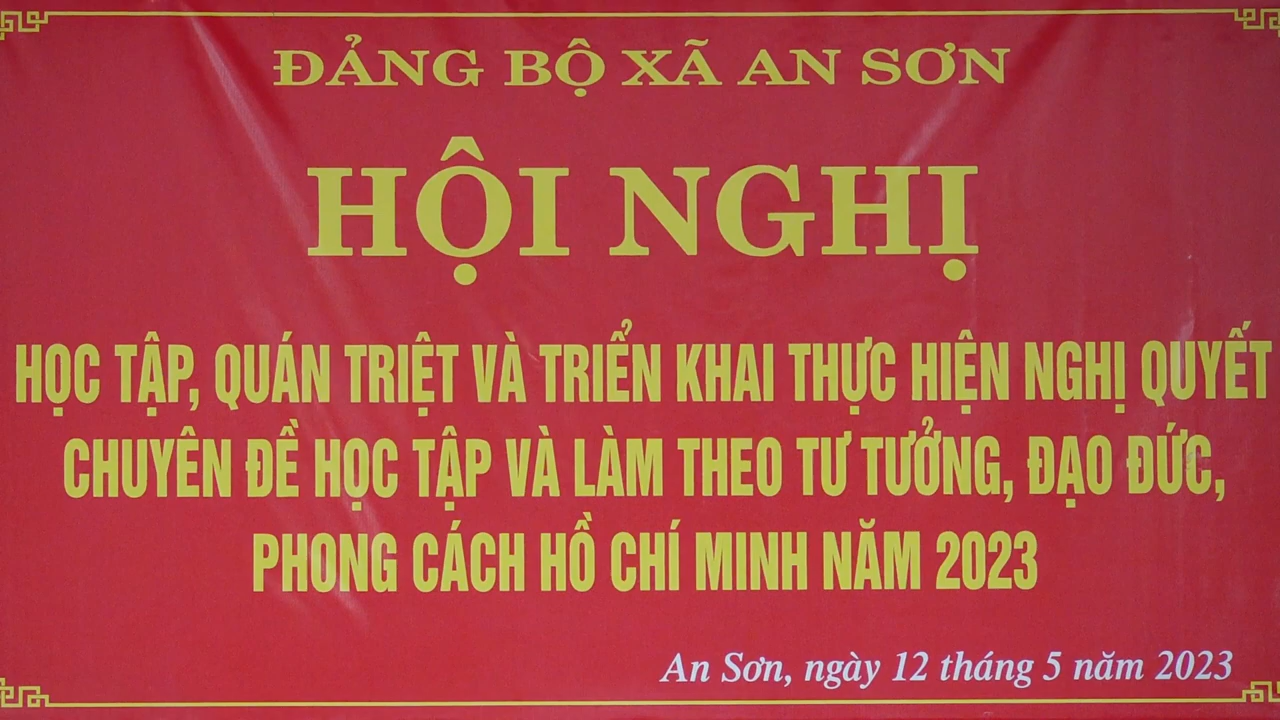 ĐẢNG BỘ XÃ AN SƠN
HỘI NGHỊ
HỌC TẬP, QUÁN TRIỆT VÀ TRIỂN KHAI THỰC HIỆN NGHỊ QUYẾT
CHUYÊN ĐỀ HỌC TẬP VÀ LÀM THEO TƯ TƯỞNG, ĐẠO ĐỨC,
PHONG CÁCH HỒ CHÍ MINH NĂM 2023
An Sơn, ngày 12 tháng 5 năm 2023